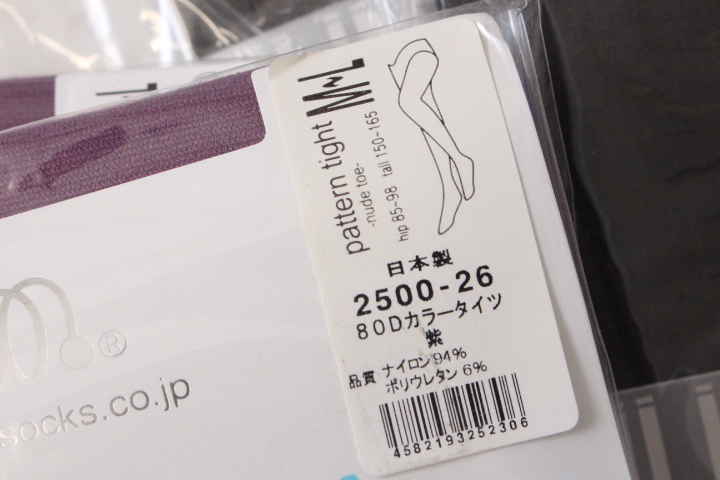 M~L
pattern tight
-nude toe-
hip 85-98 tall 150-165
日本製
2500-26
80Dカラータイツ
紫
品質 ナイロン94%
ポリウレタン6%
4582193252306
®
socks.co.jp